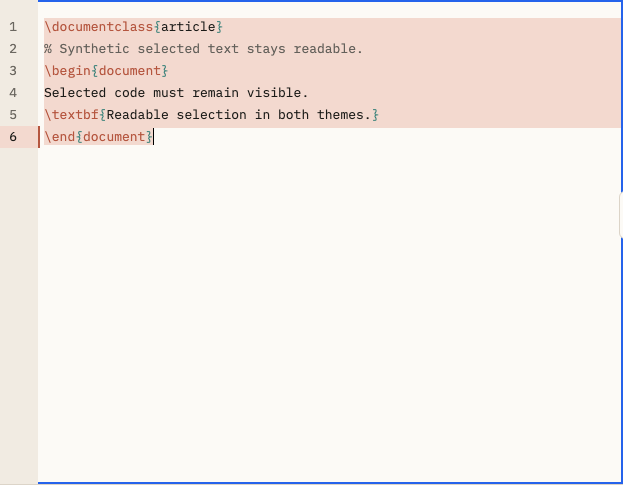 1 \documentclass{article}
2 % Synthetic selected text stays readable.
3 \begin{document}
4 Selected code must remain visible.
5 \textbf{Readable selection in both themes.}
6 \end{document}